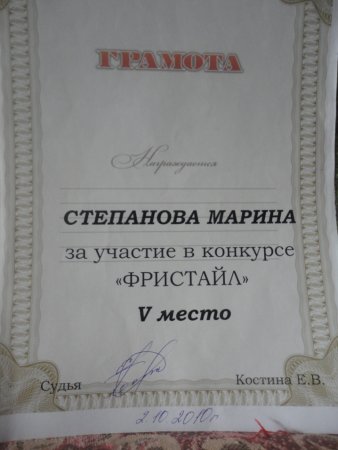 ГРАМОТА
Награждается
СТЕПАНОВА МАРИНА
за участие в конкурсе
«ФРИСТАЙЛ»
V место
Судья Костина Е.В.
2.10.2010г.